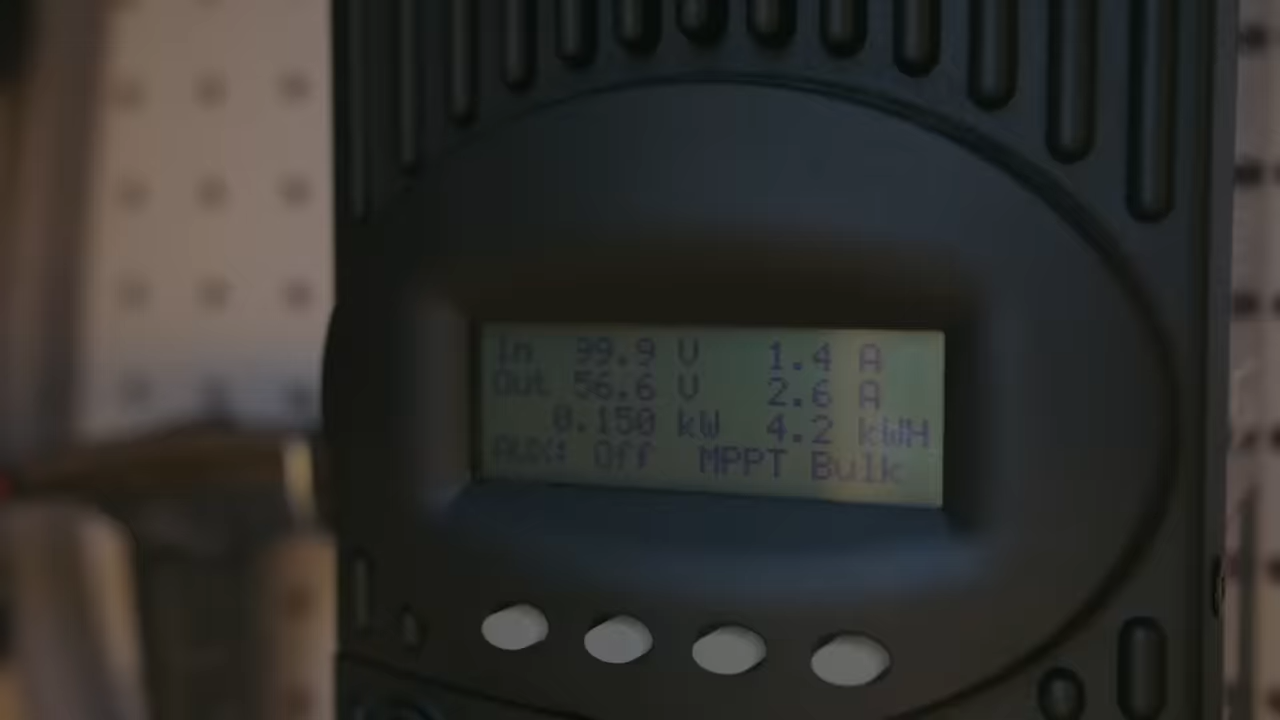 In 99.9 V 1.4 A
Out 56.6 V 2.6 A
0.150 kW 4.2 kWH
AUX: Off MPPT Bulk